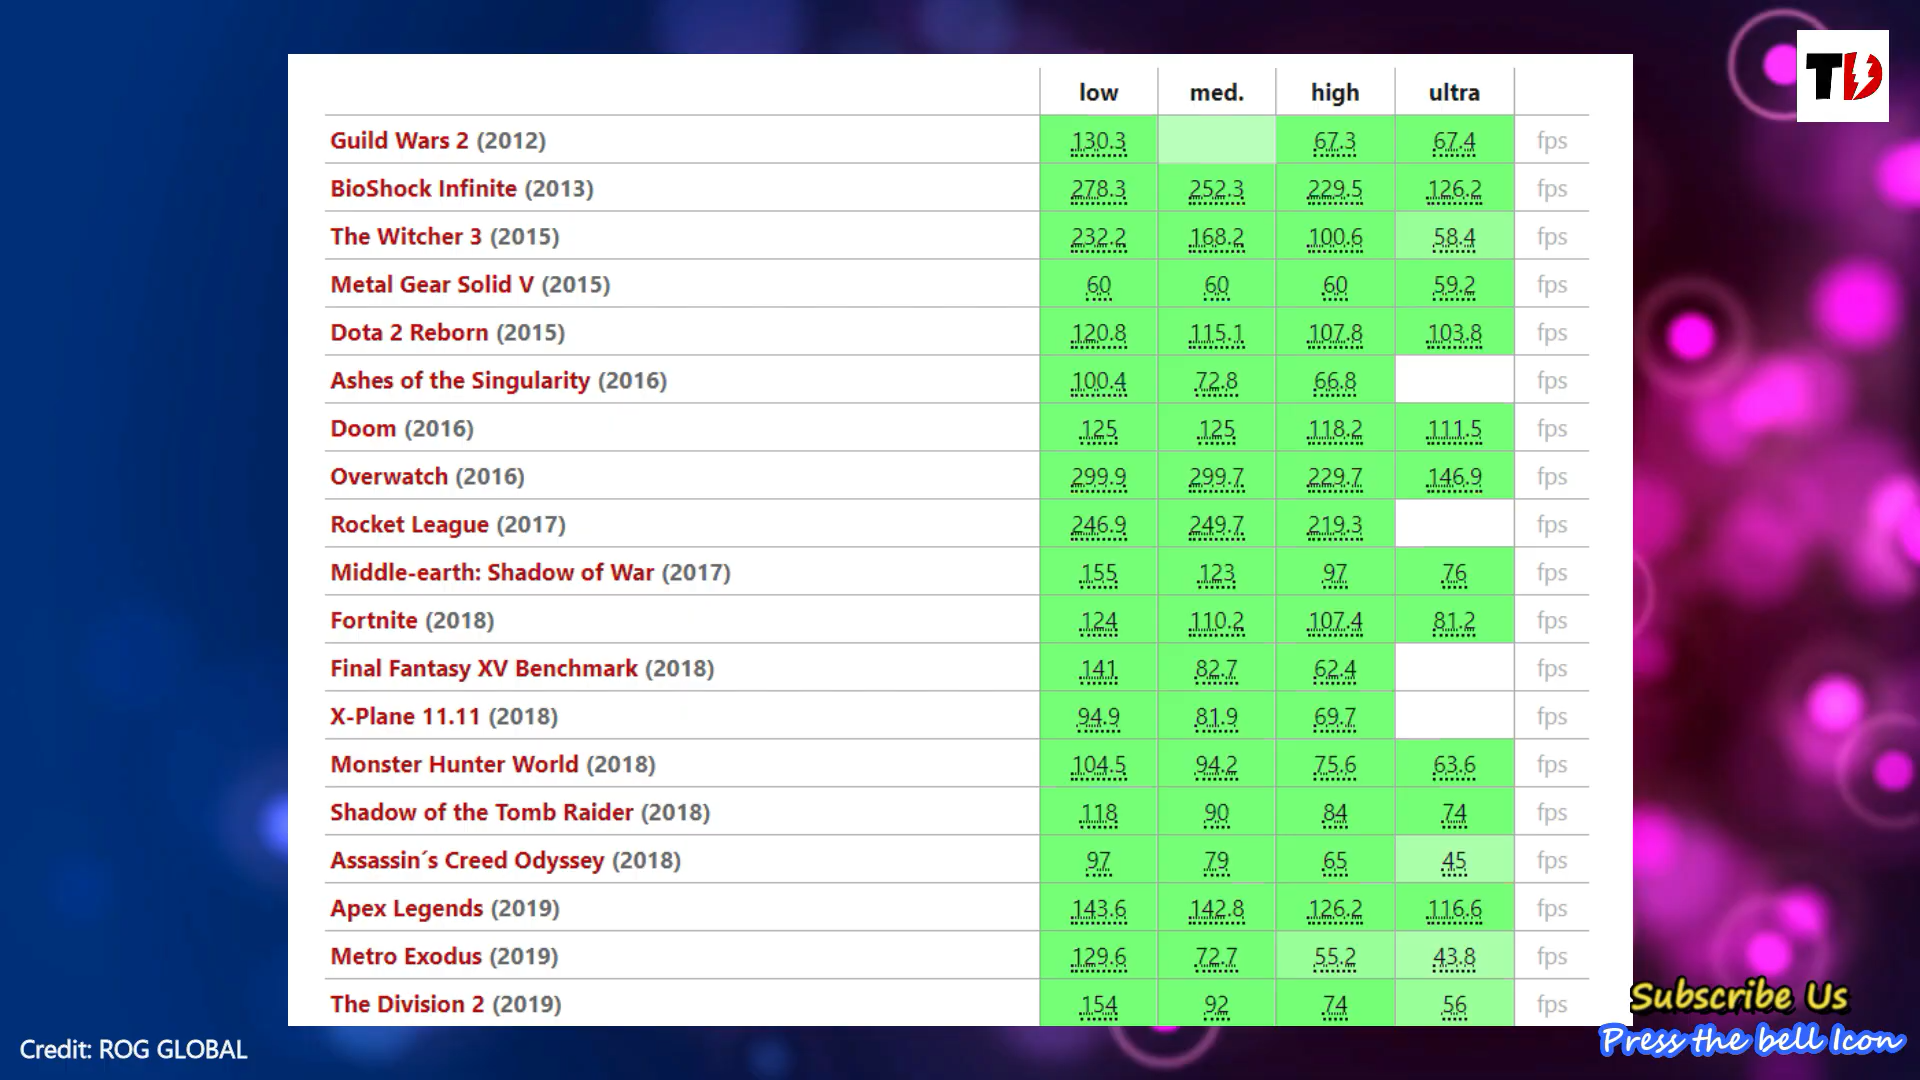 TD
low med. high ultra
Guild Wars 2 (2012) 130.3 67.3 67.4 fps
BioShock Infinite (2013) 278.3 252.3 229.5 126.2 fps
The Witcher 3 (2015) 232.2 168.2 100.6 58.4 fps
Metal Gear Solid V (2015) 60 60 60 59.2 fps
Dota 2 Reborn (2015) 120.8 115.1 107.8 103.8 fps
Ashes of the Singularity (2016) 100.4 72.8 66.8 fps
Doom (2016) 125 125 118.2 111.5 fps
Overwatch (2016) 299.9 299.7 229.7 146.9 fps
Rocket League (2017) 246.9 249.7 219.3 fps
Middle-earth: Shadow of War (2017) 155 123 97 76 fps
Fortnite (2018) 124 110.2 107.4 81.2 fps
Final Fantasy XV Benchmark (2018) 141 82.7 62.4 fps
X-Plane 11.11 (2018) 94.9 81.9 69.7 fps
Monster Hunter World (2018) 104.5 94.2 75.6 63.6 fps
Shadow of the Tomb Raider (2018) 118 90 84 74 fps
Assassin´s Creed Odyssey (2018) 97 79 65 45 fps
Apex Legends (2019) 143.6 142.8 126.2 116.6 fps
Metro Exodus (2019) 129.6 72.7 55.2 43.8 fps
The Division 2 (2019) 154 92 74 56 fps
Subscribe Us
Press the bell Icon
Credit: ROG GLOBAL